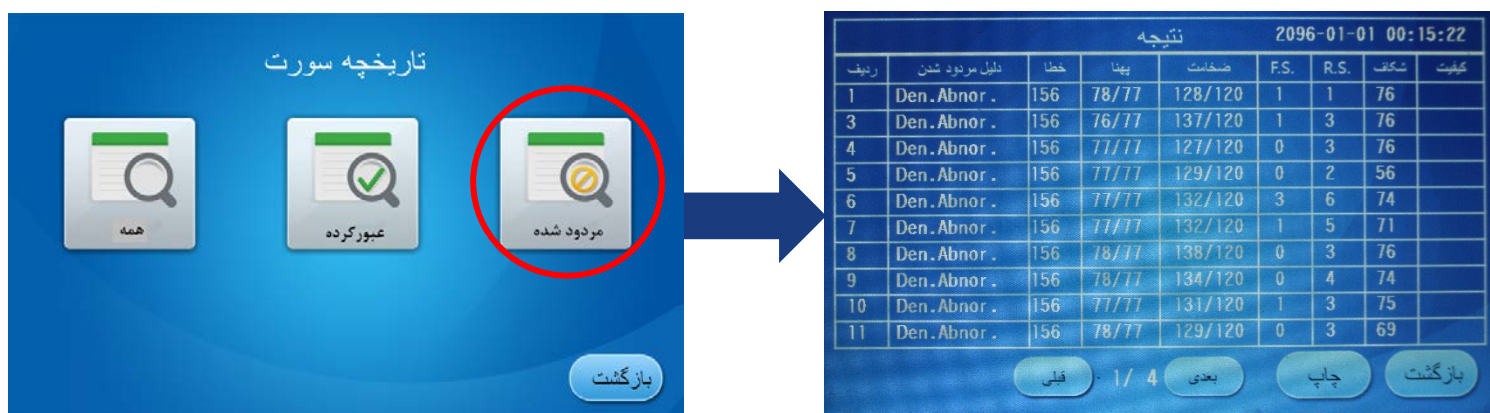 تاریخچه سورت
همه
عبورکرده
مردود شده
بازگشت
نتیجه 2096-01-01 00:15:22
ردیف دلیل مردود شدن خطا پهنا ضخامت F.S. R.S. شکاف کیفیت
1 Den.Abnor. 156 78/77 128/120 1 1 76
3 Den.Abnor. 156 76/77 137/120 1 3 76
4 Den.Abnor. 156 77/77 127/120 0 3 76
5 Den.Abnor. 156 77/77 129/120 0 2 56
6 Den.Abnor. 156 77/77 132/120 3 6 74
7 Den.Abnor. 156 77/77 132/120 1 5 71
8 Den.Abnor. 156 78/77 138/120 0 3 76
9 Den.Abnor. 156 78/77 134/120 0 4 74
10 Den.Abnor. 156 77/77 131/120 1 3 75
11 Den.Abnor. 156 78/77 129/120 0 3 69
قبلی 1/ 4 بعدی چاپ بازگشت